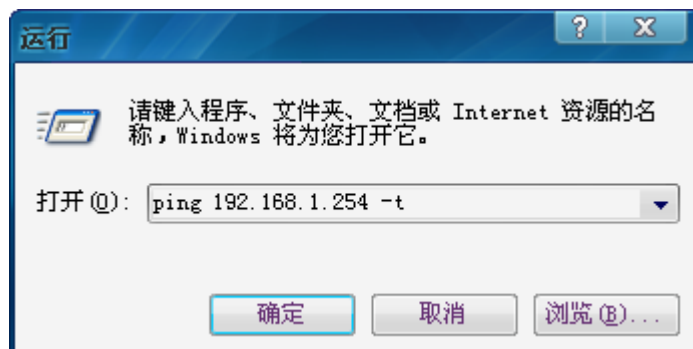 运行
请键入程序、文件夹、文档或 Internet 资源的名
称，Windows 将为您打开它。
打开(O): ping 192.168.1.254 -t
确定 取消 浏览(B)...